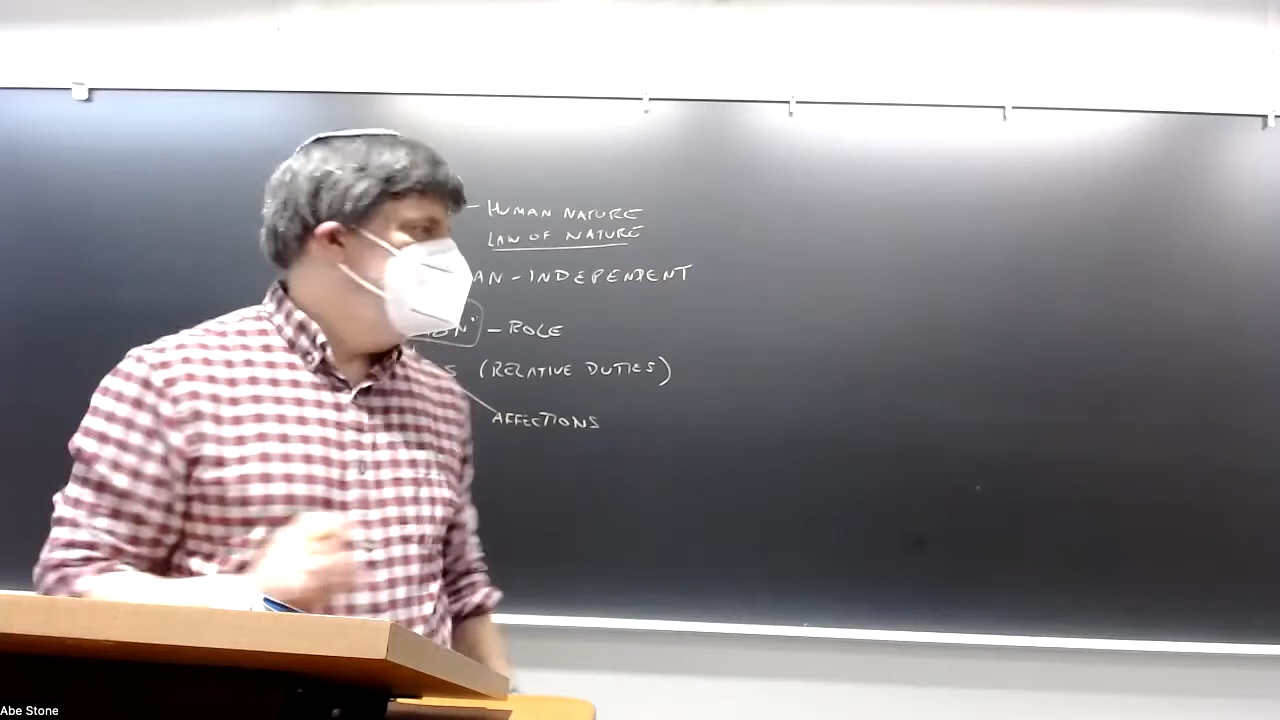 — HUMAN NATURE
LAW OF NATURE
AN - INDEPENDENT
— ROLE
S (RELATIVE DUTIES)
AFFECTIONS
Abe Stone